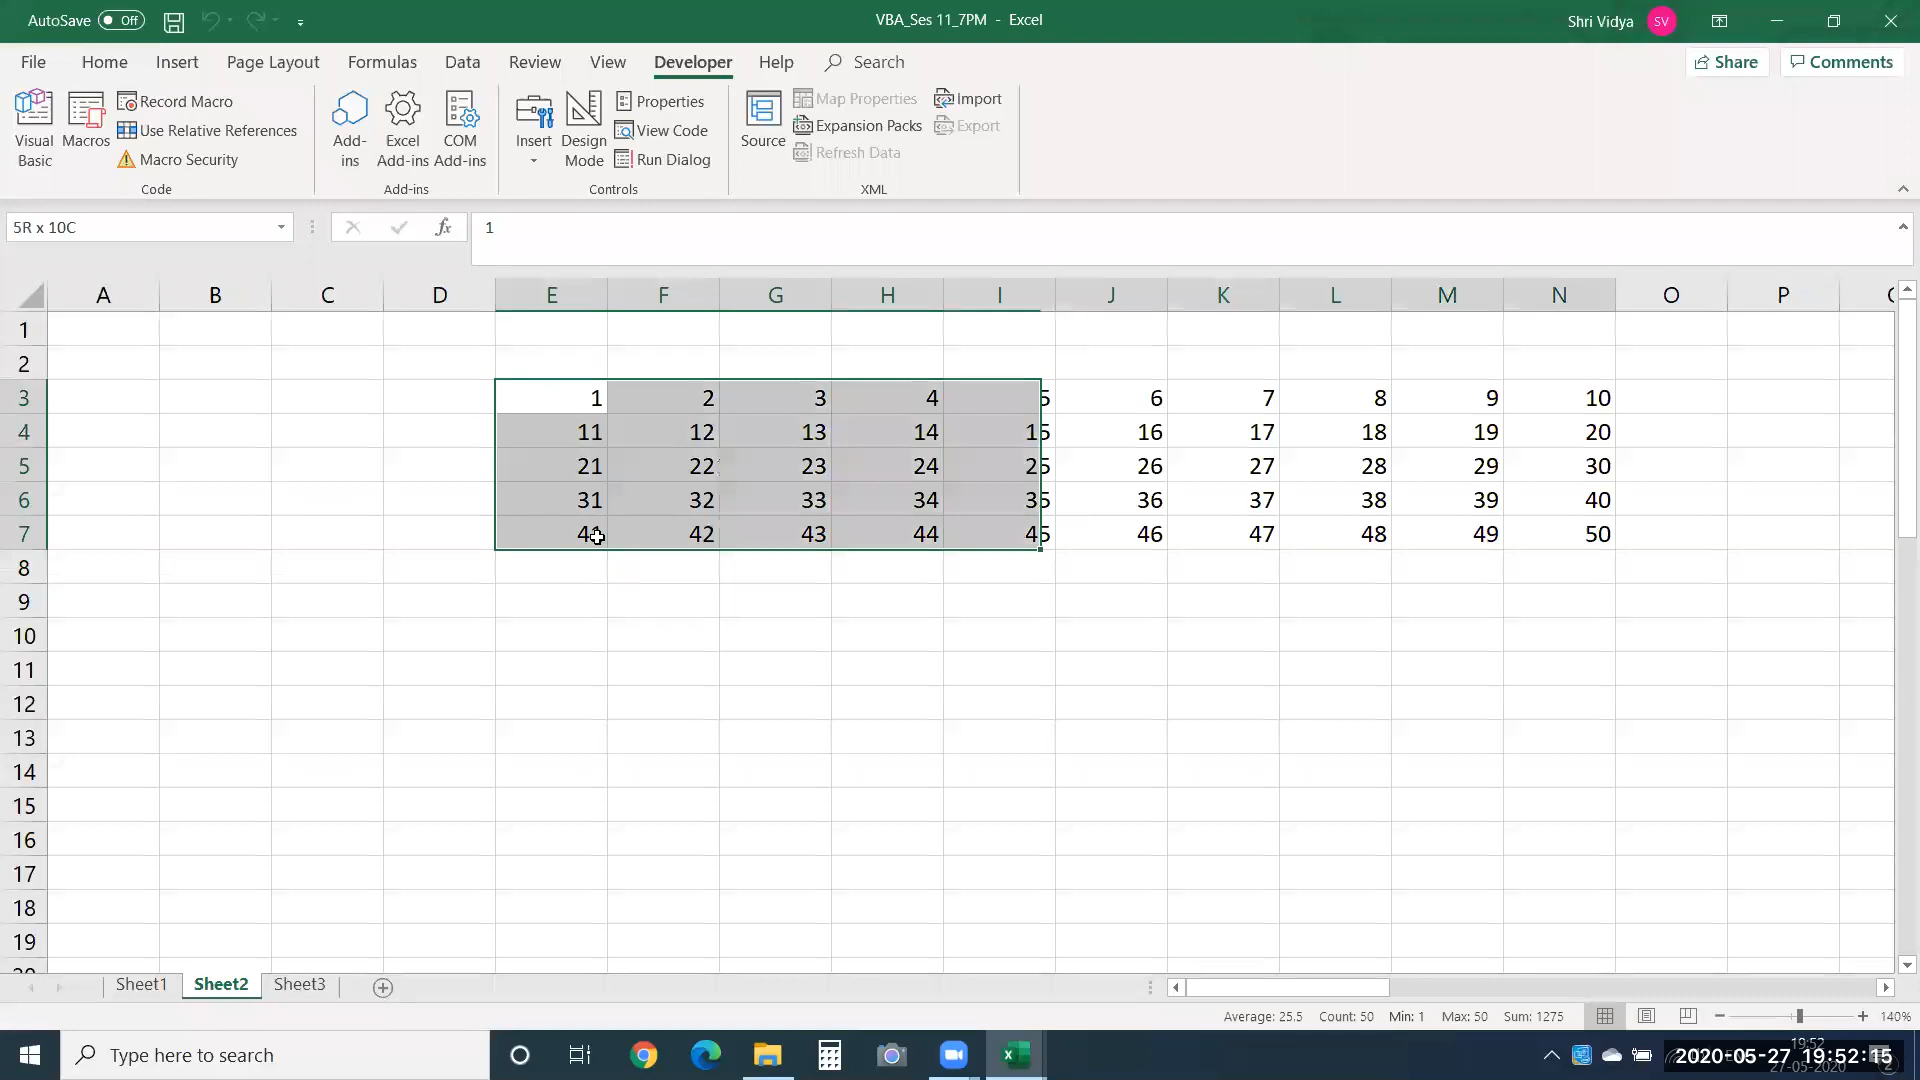 AutoSave Off
VBA_Ses 11_7PM - Excel
Shri Vidya SV
File Home Insert Page Layout Formulas Data Review View Developer Help Search Share Comments
Visual Basic
Macros
Record Macro
Use Relative References
Macro Security
Code
Add-ins
Excel Add-ins
COM Add-ins
Add-ins
Insert
Design Mode
Properties
View Code
Run Dialog
Controls
Source
Map Properties
Expansion Packs
Refresh Data
Import
Export
XML
5R x 10C
fx
1
A B C D E F G H I J K L M N O P
1
2
3 1 2 3 4 5 6 7 8 9 10
4 11 12 13 14 15 16 17 18 19 20
5 21 22 23 24 25 26 27 28 29 30
6 31 32 33 34 35 36 37 38 39 40
7 41 42 43 44 45 46 47 48 49 50
8
9
10
11
12
13
14
15
16
17
18
19
Sheet1 Sheet2 Sheet3
Average: 25.5 Count: 50 Min: 1 Max: 50 Sum: 1275 140%
Type here to search
19:52
2020-05-27 19:52:15
27-05-2020
2